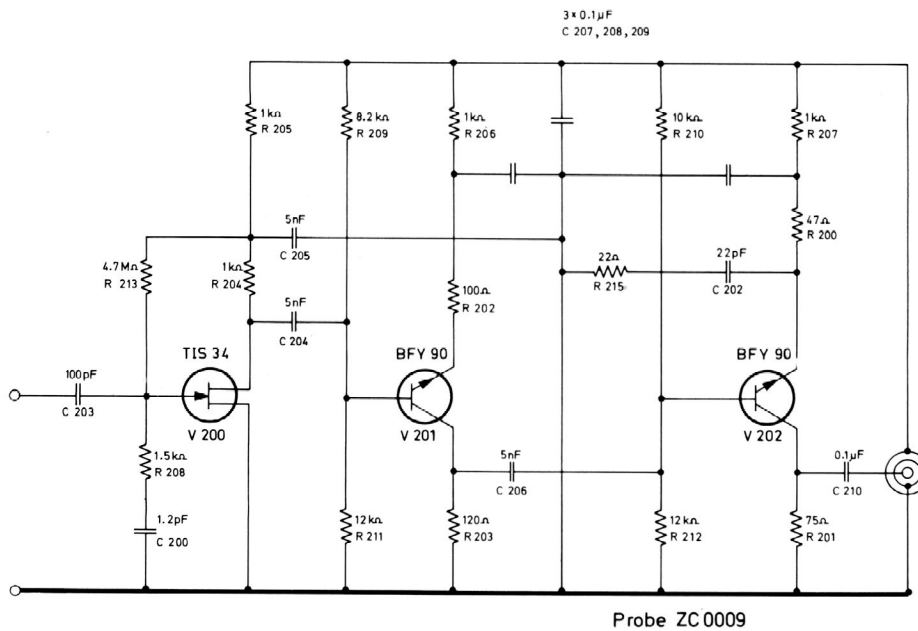 3 × 0.1µF
C 207, 208, 209
1kΩ
R 205
8.2kΩ
R 209
1kΩ
R 206
10kΩ
R 210
1kΩ
R 207
5nF
C 205
47Ω
R 200
4.7MΩ
R 213
1kΩ
R 204
22Ω
R 215
22pF
C 202
5nF
C 204
100Ω
R 202
TIS 34
BFY 90
BFY 90
100pF
C 203
V 200
V 201
V 202
1.5kΩ
R 208
5nF
C 206
0.1µF
C 210
1.2pF
C 200
12kΩ
R 211
120Ω
R 203
12kΩ
R 212
75Ω
R 201
Probe ZC 0009